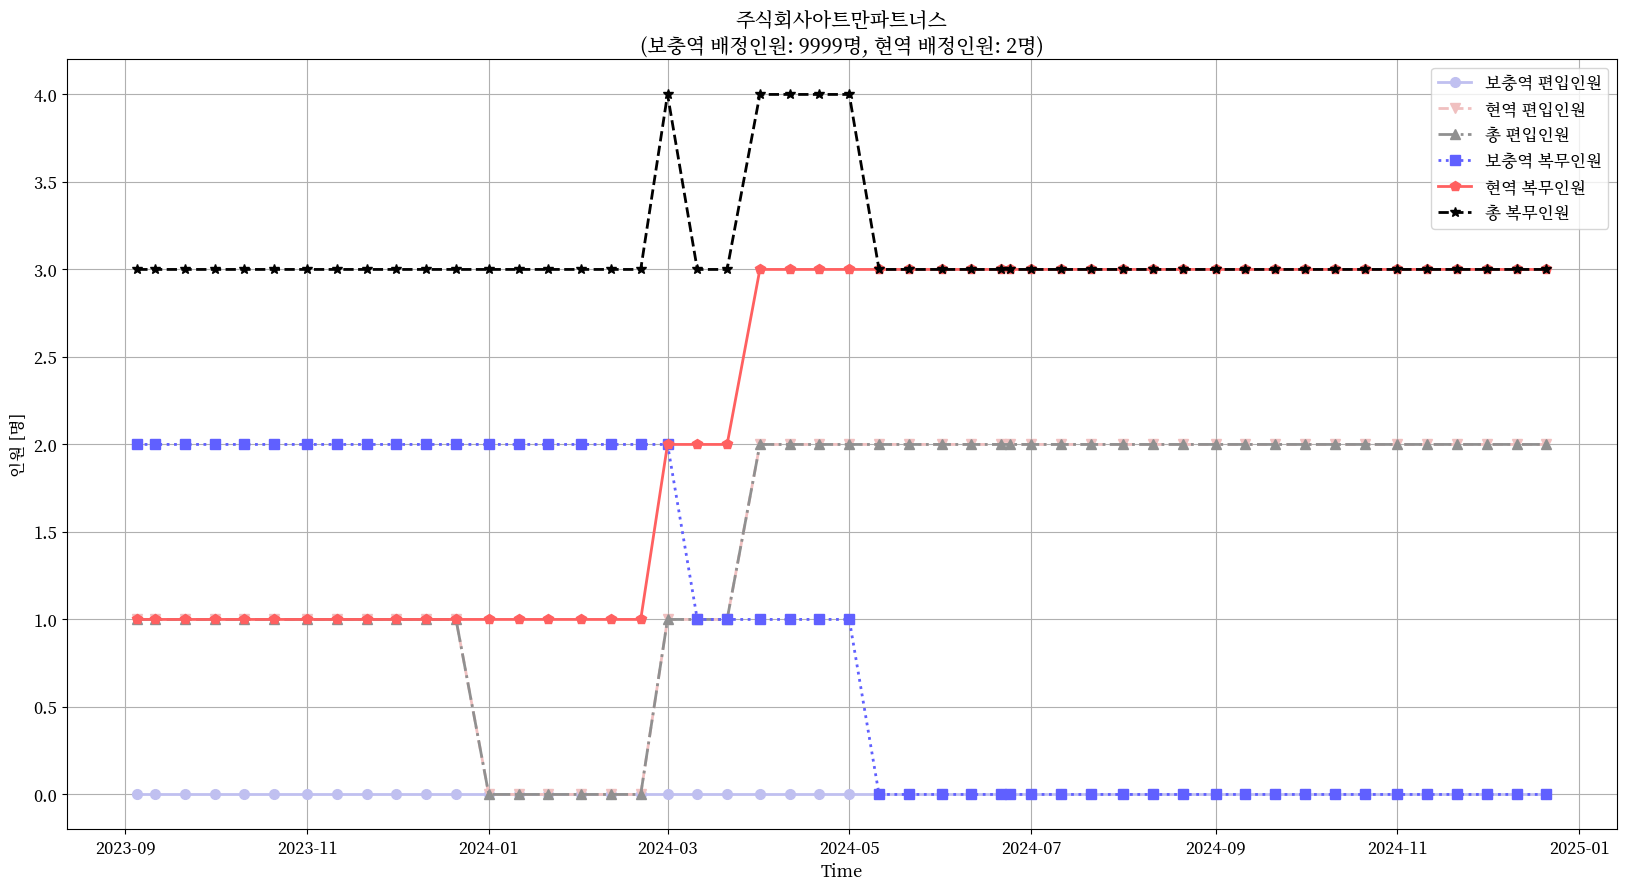 주식회사아트만파트너스
(보충역 배정인원: 9999명, 현역 배정인원: 2명)
보충역 편입인원
현역 편입인원
총 편입인원
보충역 복무인원
현역 복무인원
총 복무인원
인원 [명]
4.0
3.5
3.0
2.5
2.0
1.5
1.0
0.5
0.0
2023-09
2023-11
2024-01
2024-03
2024-05
2024-07
2024-09
2024-11
2025-01
Time